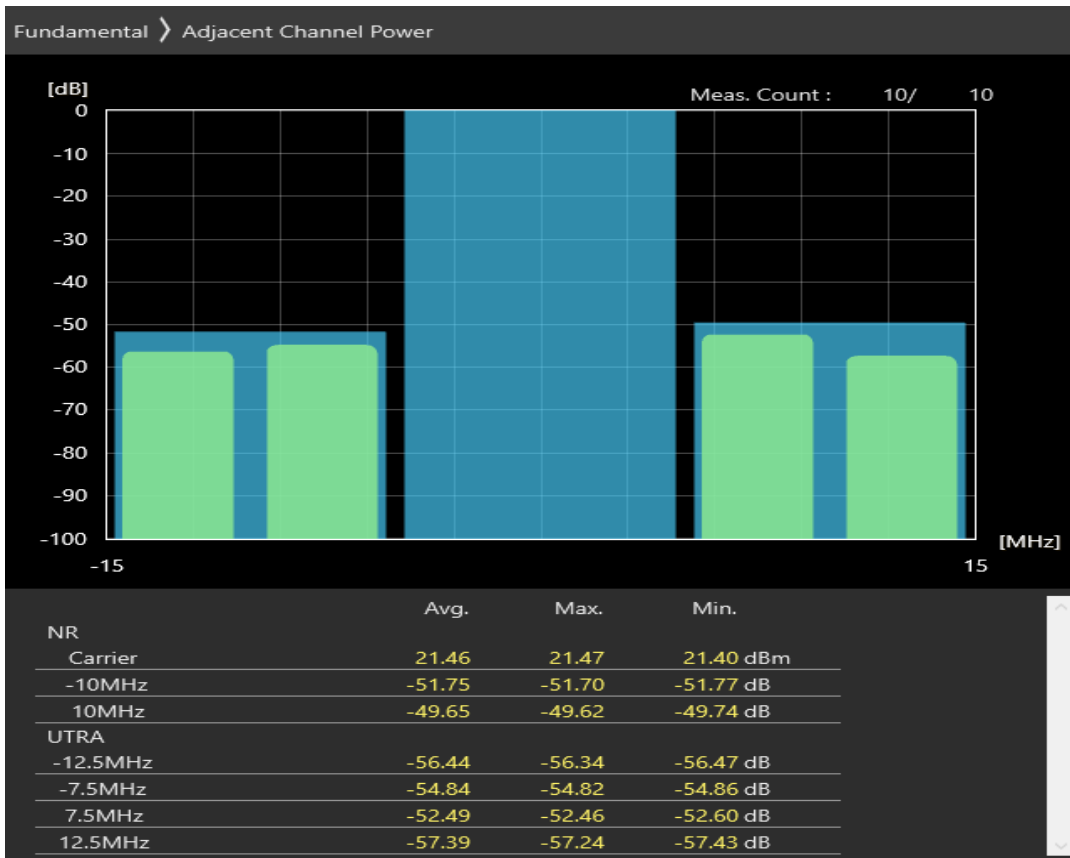 Fundamental 〉 Adjacent Channel Power
[dB]
Meas. Count : 10/ 10
0
-10
-20
-30
-40
-50
-60
-70
-80
-90
-100
[MHz]
-15 15
Avg. Max. Min.
NR
Carrier 21.46 21.47 21.40 dBm
-10MHz -51.75 -51.70 -51.77 dB
10MHz -49.65 -49.62 -49.74 dB
UTRA
-12.5MHz -56.44 -56.34 -56.47 dB
-7.5MHz -54.84 -54.82 -54.86 dB
7.5MHz -52.49 -52.46 -52.60 dB
12.5MHz -57.39 -57.24 -57.43 dB